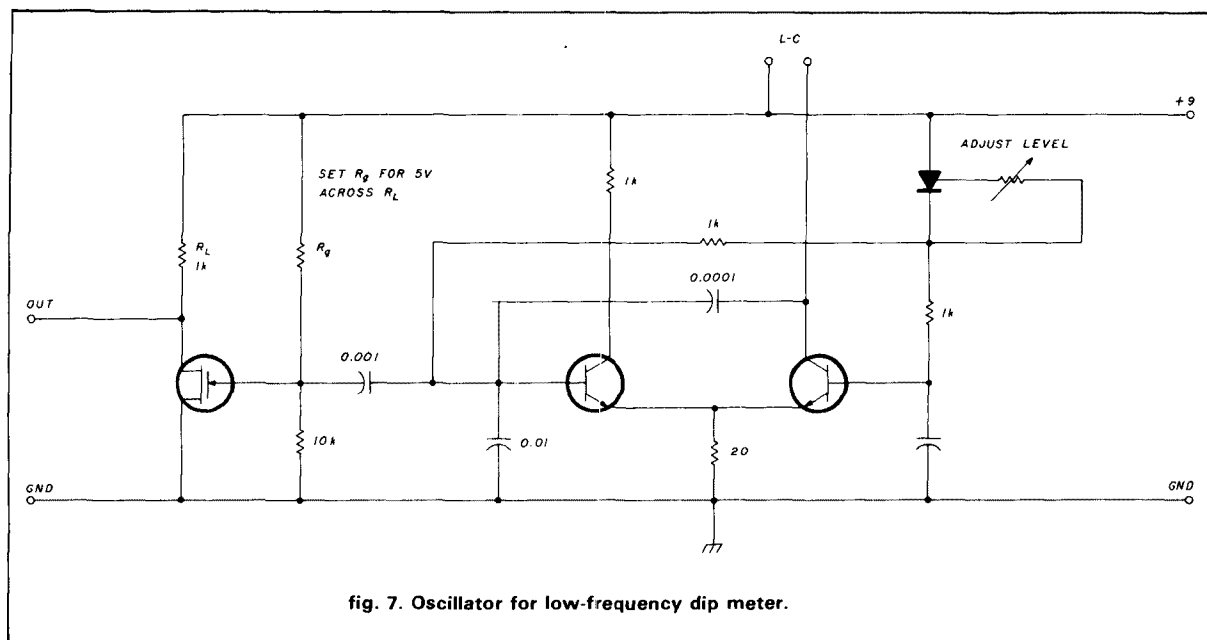 L-C
+9
ADJUST LEVEL
SET Rg FOR 5V
ACROSS RL
1k
1k
RL
1k
Rg
0.0001
1k
OUT
0.001
10k
0.01
20
GND
GND
fig. 7. Oscillator for low-frequency dip meter.